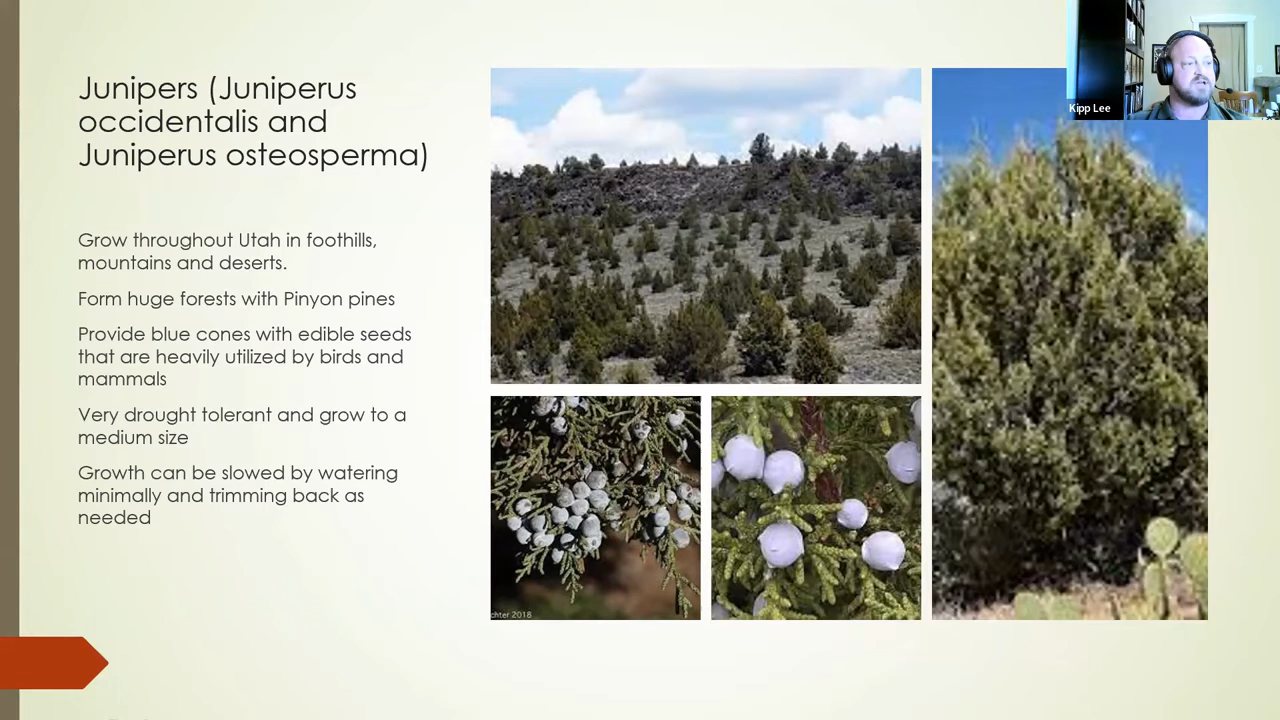 Junipers (Juniperus
occidentalis and
Juniperus osteosperma)
Grow throughout Utah in foothills,
mountains and deserts.
Form huge forests with Pinyon pines
Provide blue cones with edible seeds
that are heavily utilized by birds and
mammals
Very drought tolerant and grow to a
medium size
Growth can be slowed by watering
minimally and trimming back as
needed
Kipp Lee
chter 2018